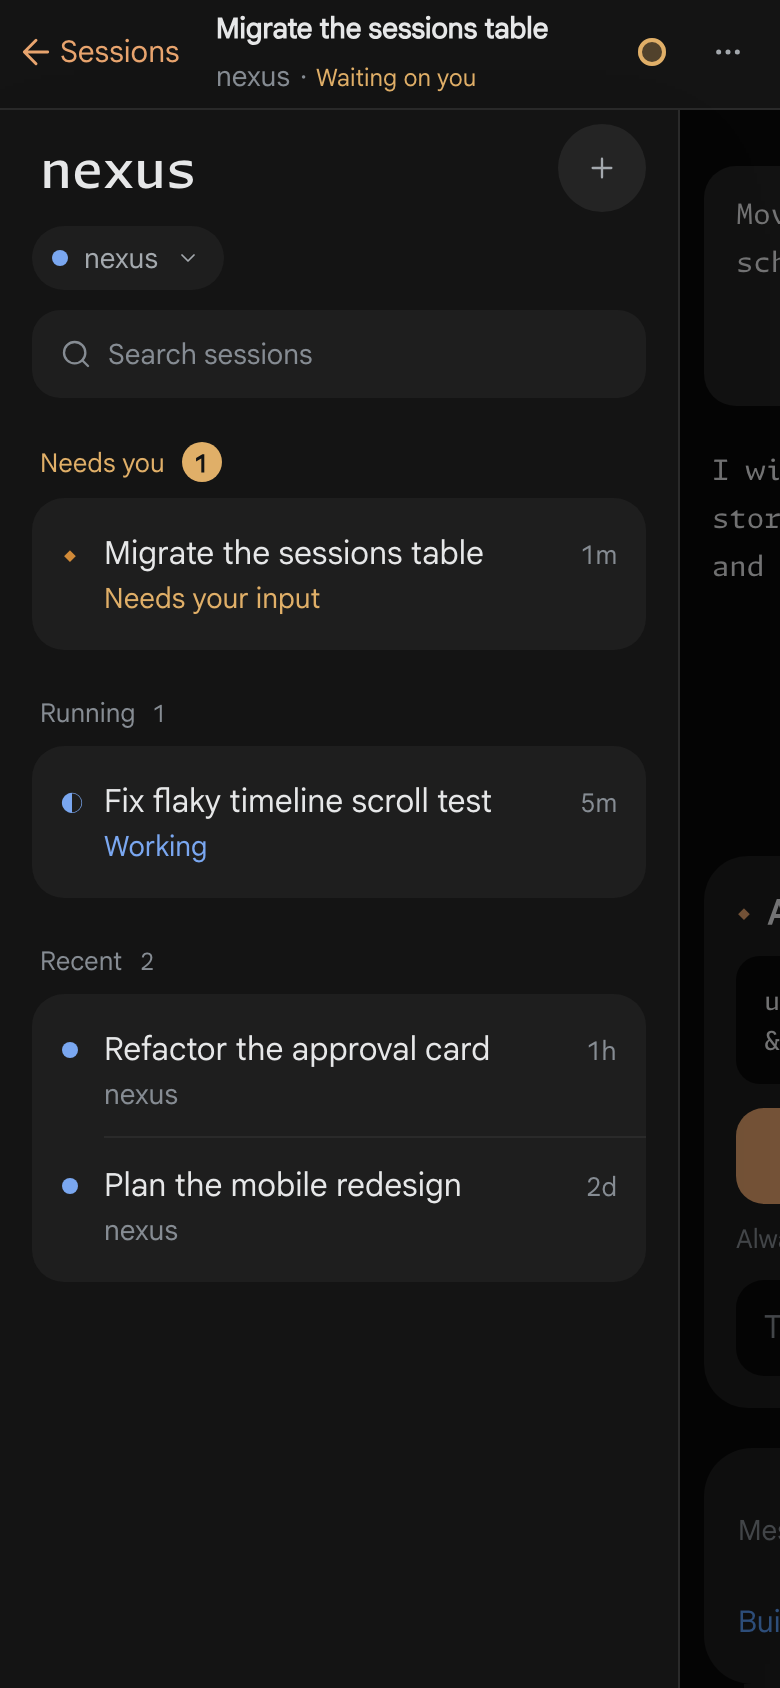 Sessions
Migrate the sessions table
nexus · Waiting on you
nexus
nexus
Search sessions
Needs you 1
Migrate the sessions table 1m
Needs your input
Running 1
Fix flaky timeline scroll test 5m
Working
Recent 2
Refactor the approval card 1h
nexus
Plan the mobile redesign 2d
nexus
I wi
and
&